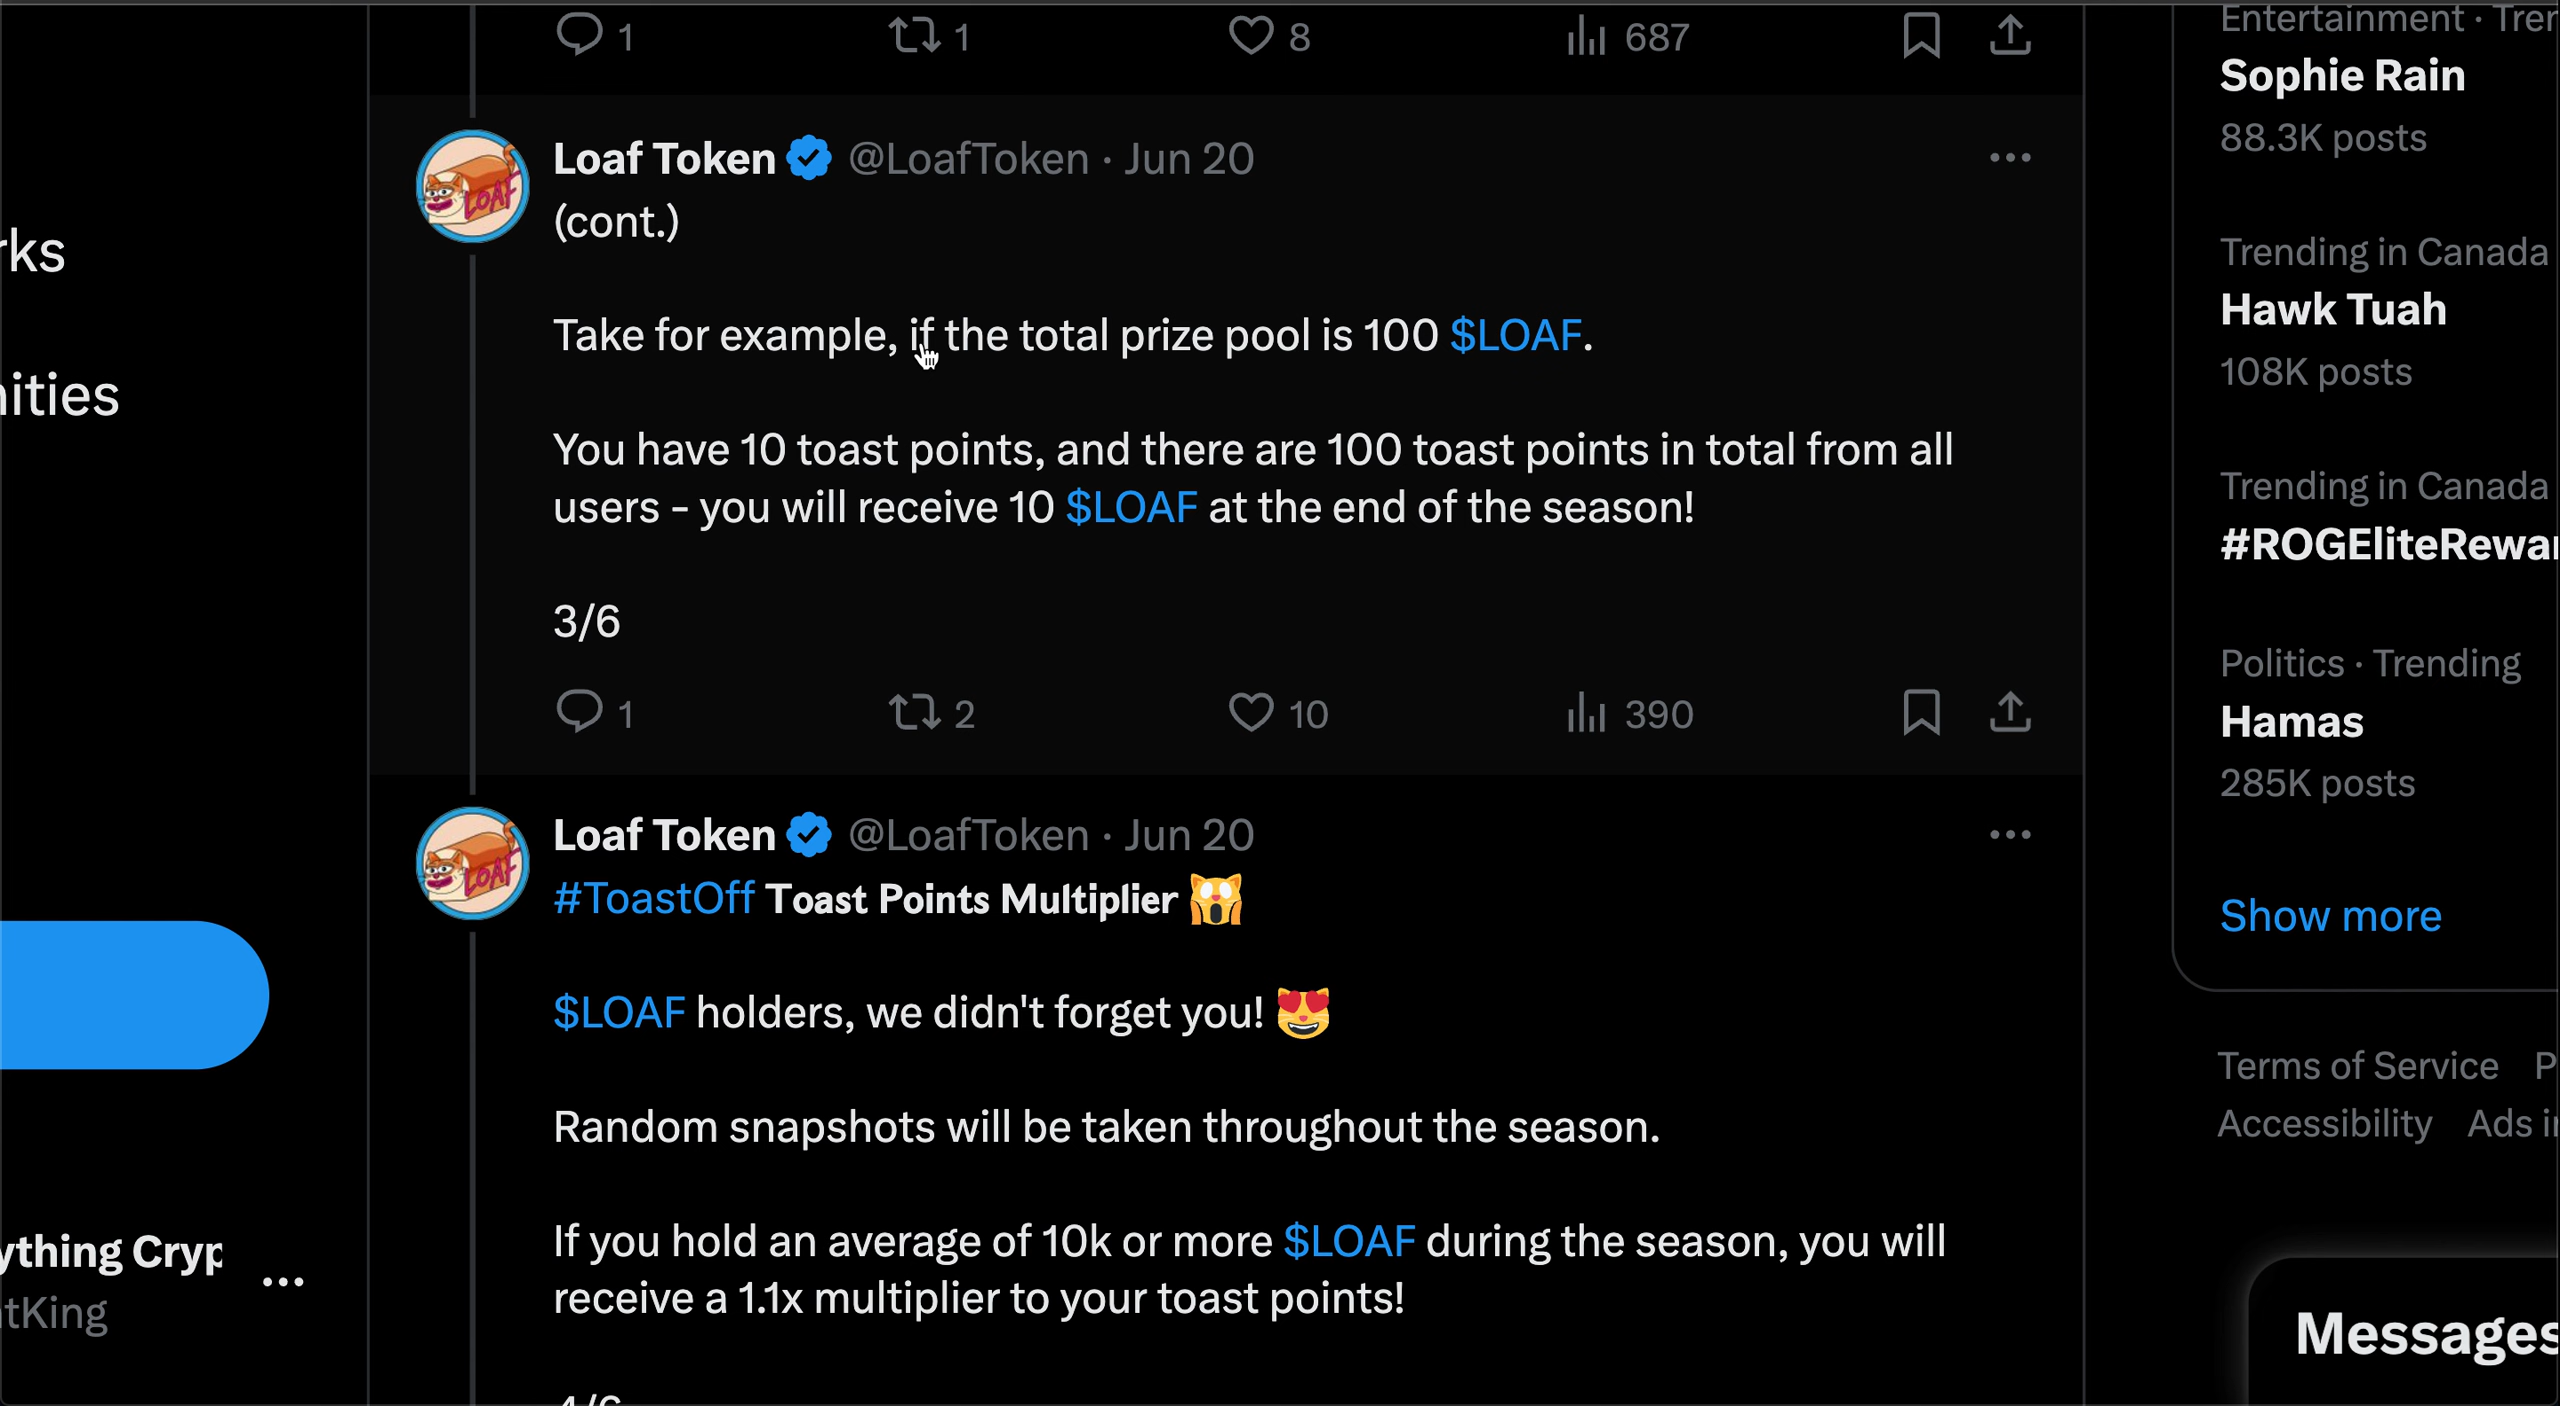 1 1 8 687
Loaf Token @LoafToken · Jun 20
(cont.)
Take for example, if the total prize pool is 100 $LOAF.
You have 10 toast points, and there are 100 toast points in total from all
users - you will receive 10 $LOAF at the end of the season!
3/6
1 2 10 390
Loaf Token @LoafToken · Jun 20
#ToastOff Toast Points Multiplier
$LOAF holders, we didn't forget you!
Random snapshots will be taken throughout the season.
If you hold an average of 10k or more $LOAF during the season, you will
receive a 1.1x multiplier to your toast points!
4/6
rks
nities
ything Cryp
tKing
Entertainment · Tren
Sophie Rain
88.3K posts
Trending in Canada
Hawk Tuah
108K posts
Trending in Canada
#ROGEliteRewar
Politics · Trending
Hamas
285K posts
Show more
Terms of Service P
Accessibility Ads in
Messages
LOAF
LOAF